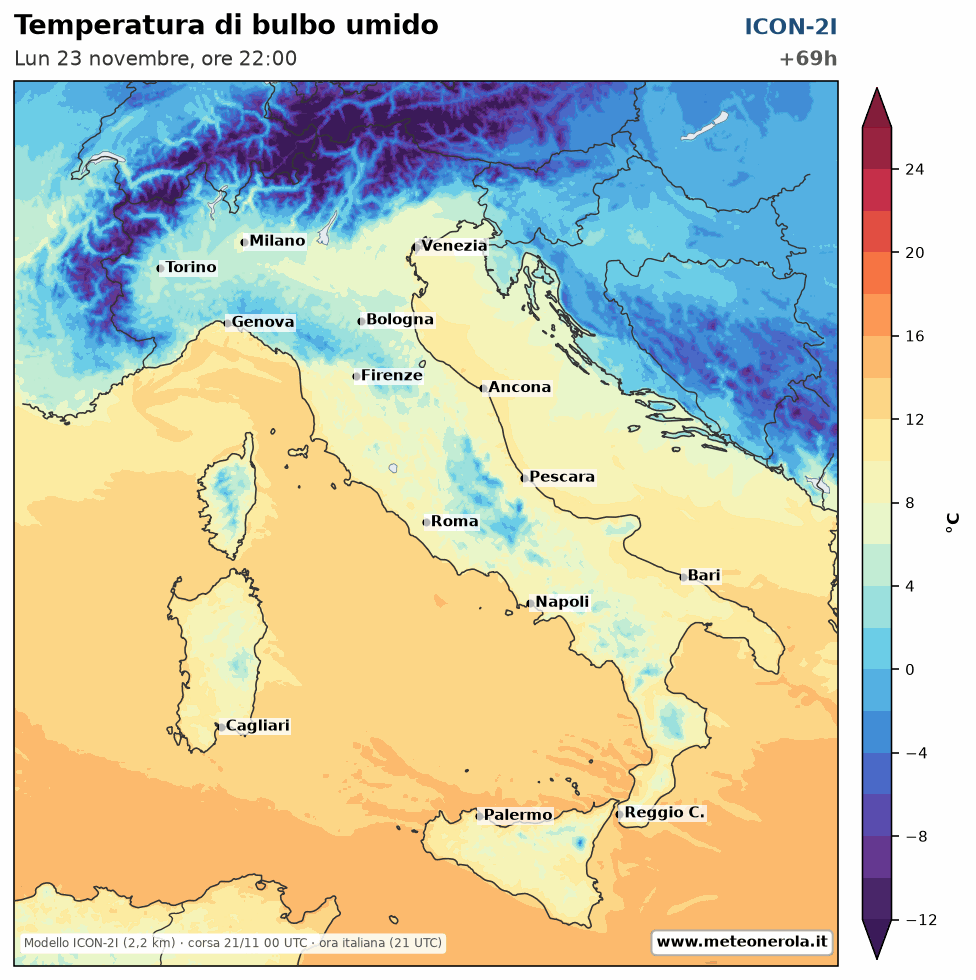 Temperatura di bulbo umido
ICON-2I
Lun 23 novembre, ore 22:00
+69h
Milano
Venezia
Torino
Genova
Bologna
Firenze
Ancona
Pescara
Roma
Bari
Napoli
Cagliari
Palermo
Reggio C.
24
20
16
12
8
4
0
−4
−8
−12
°C
Modello ICON-2I (2,2 km) · corsa 21/11 00 UTC · ora italiana (21 UTC)
www.meteonerola.it